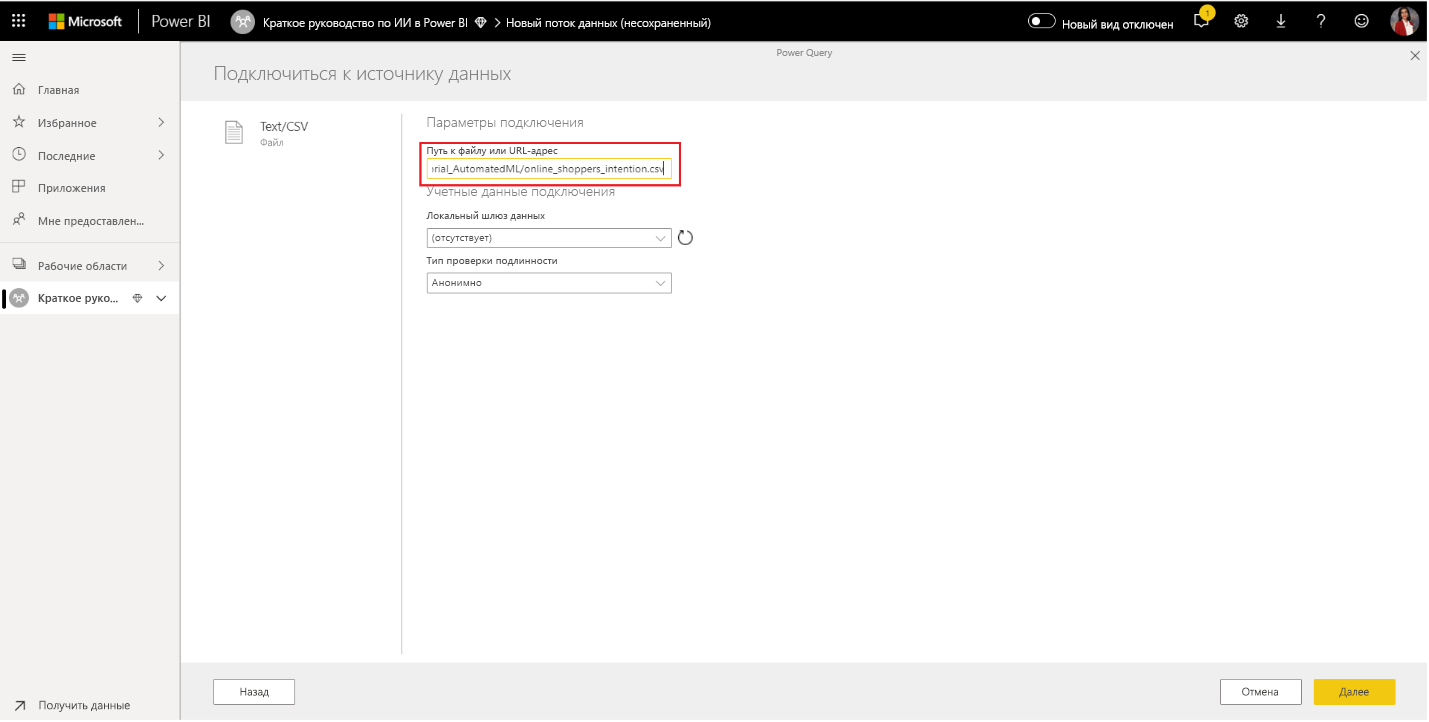 Microsoft Power BI Краткое руководство по ИИ в Power BI Новый поток данных (несохраненный) Новый вид отключен 1
Power Query
Подключиться к источнику данных
Главная
Избранное
Последние
Приложения
Мне предоставлен...
Рабочие области
Краткое руко...
Получить данные
Text/CSV
Файл
Параметры подключения
Путь к файлу или URL-адрес
rial_AutomatedML/online_shoppers_intention.csv
Учетные данные подключения
Локальный шлюз данных
(отсутствует)
Тип проверки подлинности
Анонимно
Назад
Отмена
Далее